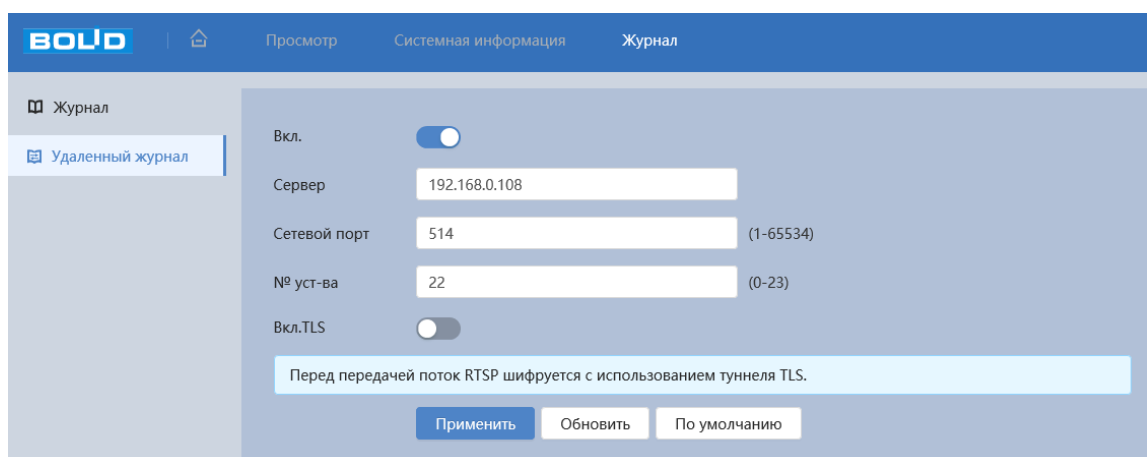 BOLID Просмотр Системная информация Журнал
Журнал
Удаленный журнал
Вкл.
Сервер 192.168.0.108
Сетевой порт 514 (1-65534)
№ уст-ва 22 (0-23)
Вкл.TLS
Перед передачей поток RTSP шифруется с использованием туннеля TLS.
Применить Обновить По умолчанию